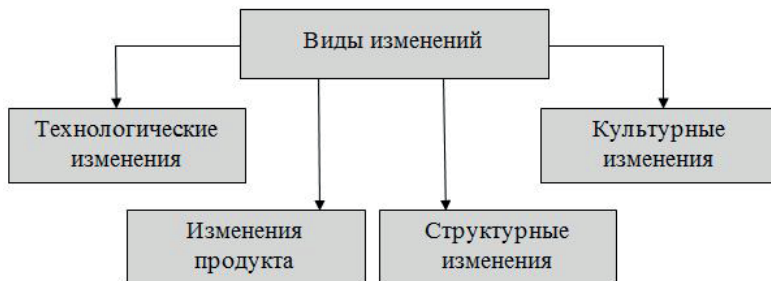 Виды изменений
Технологические
изменения
Культурные
изменения
Изменения
продукта
Структурные
изменения